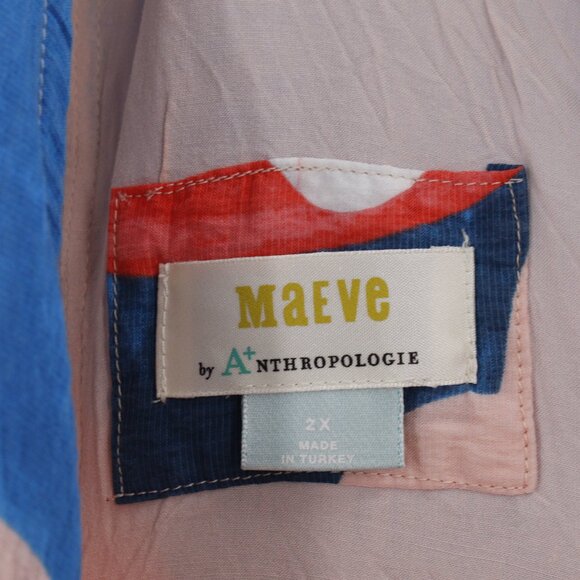 MaEVe
by A+NTHROPOLOGIE
2X
MADE
IN TURKEY